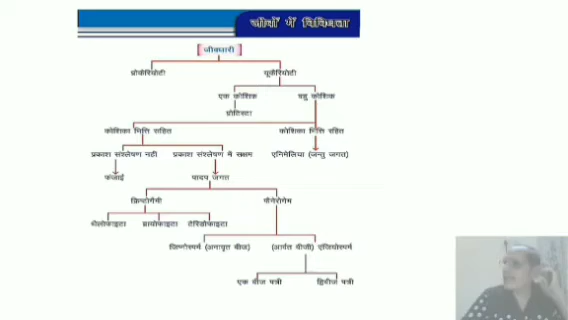 जीवों में विविधता
जीवधारी
प्रोकैरियोटी यूकैरियोटी
एक कोशिक बहु कोशिक
प्रोटिस्टा
कोशिका भित्ति सहित कोशिका भित्ति रहित
प्रकाश संश्लेषण नहीं प्रकाश संश्लेषण में सक्षम एनिमेलिया (जन्तु जगत)
फंजाई पादप जगत
क्रिप्टोगैमी फैनेरोगेम
थैलोफाइटा ब्रायोफाइटा टेरिडोफाइटा
जिम्नोस्पर्म (अनावृत बीज) (आवृत बीजी) एंजियोस्पर्म
एक बीज पत्री द्विबीज पत्री